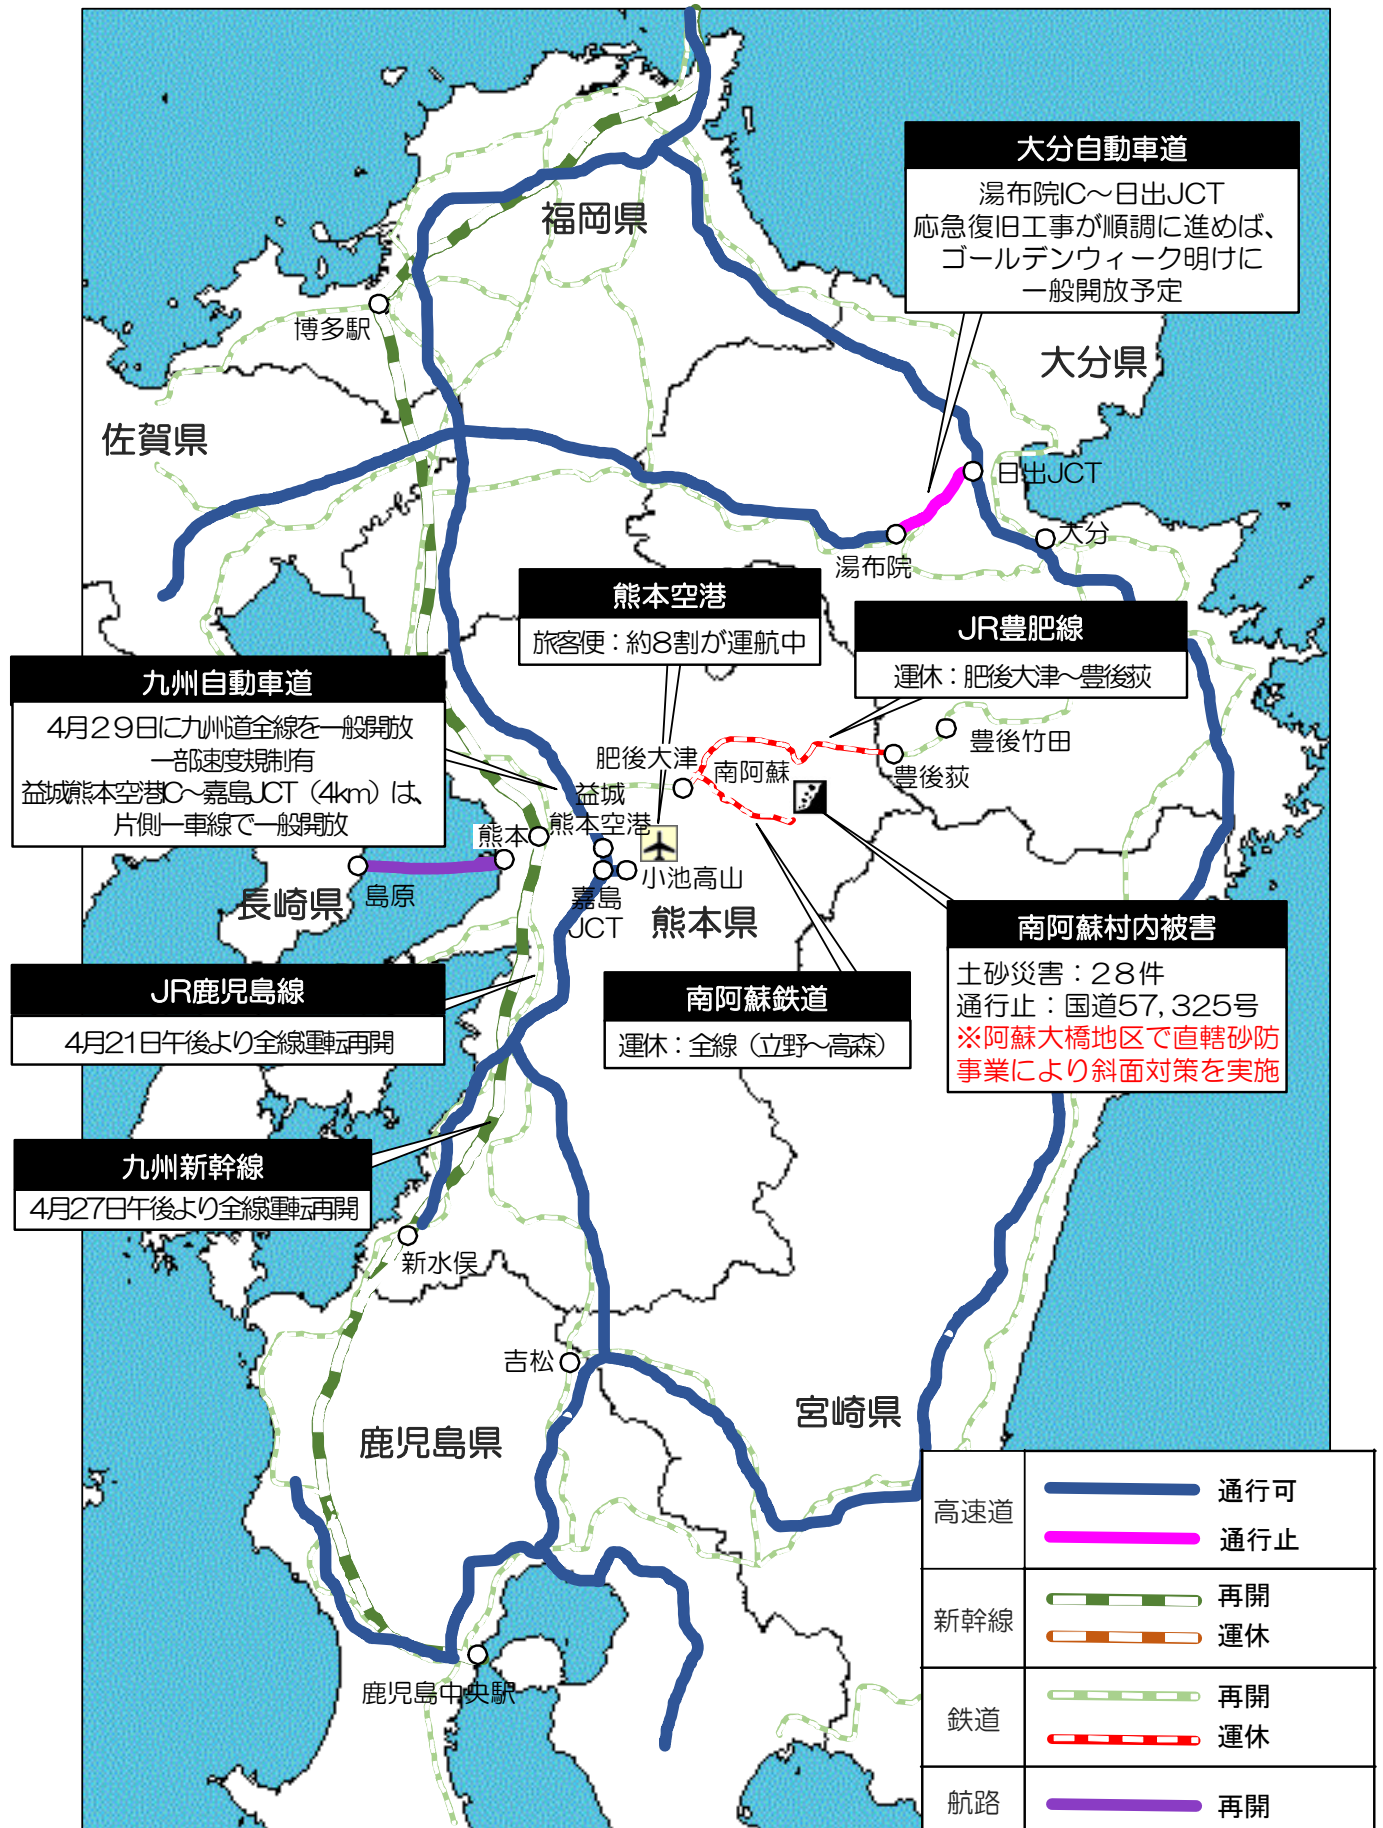 大分自動車道
湯布院IC～日出JCT
応急復旧工事が順調に進めば、
ゴールデンウィーク明けに
一般開放予定
福岡県
博多駅
大分県
佐賀県
日出JCT
大分
湯布院
熊本空港
旅客便：約8割が運航中
JR豊肥線
運休：肥後大津～豊後荻
九州自動車道
4月29日に九州道全線を一般開放
一部速度規制有
益城熊本空港IC～嘉島JCT（4km）は、
片側一車線で一般開放
肥後大津
南阿蘇
豊後竹田
豊後荻
益城
熊本空港
熊本
小池高山
嘉島
JCT
島原
長崎県
熊本県
南阿蘇村内被害
土砂災害：28件
通行止：国道57,325号
※阿蘇大橋地区で直轄砂防
事業により斜面対策を実施
JR鹿児島線
4月21日午後より全線運転再開
南阿蘇鉄道
運休：全線（立野～高森）
九州新幹線
4月27日午後より全線運転再開
新水俣
吉松
宮崎県
鹿児島県
鹿児島中央駅
高速道
通行可
通行止
新幹線
再開
運休
鉄道
再開
運休
航路
再開